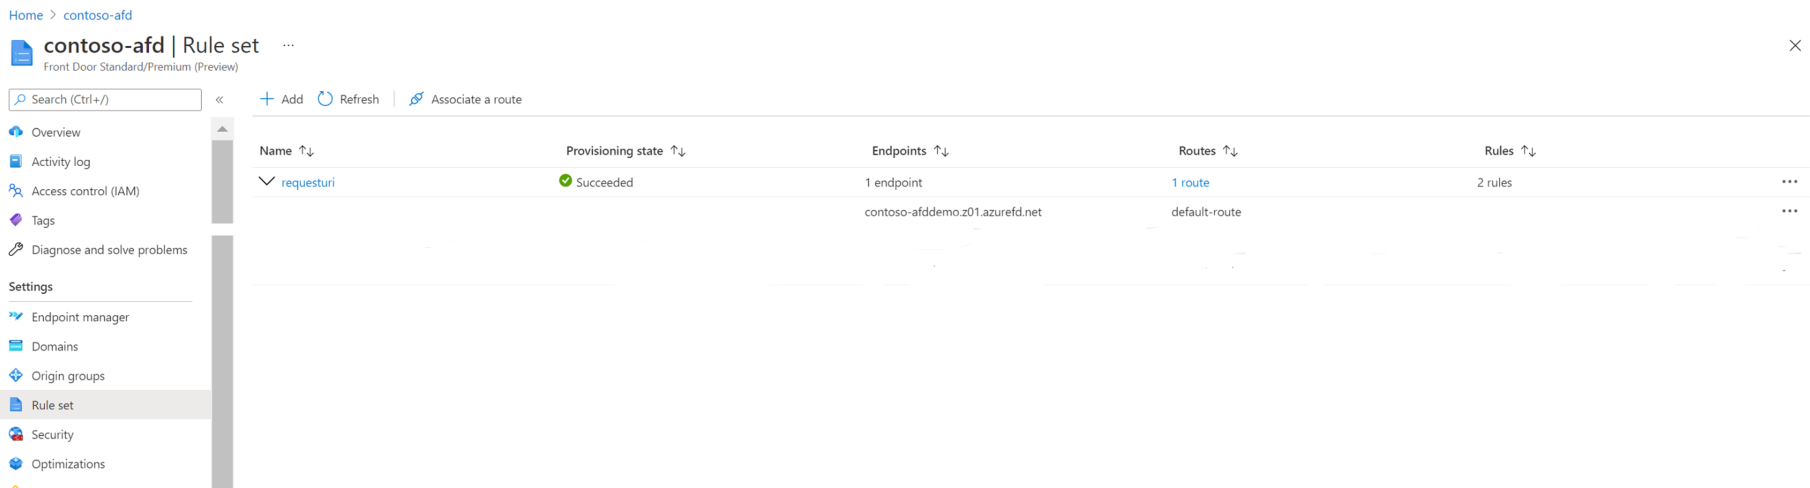 Home > contoso-afd
contoso-afd | Rule set ...
Front Door Standard/Premium (Preview)
Search (Ctrl+/)
Overview
Activity log
Access control (IAM)
Tags
Diagnose and solve problems
Settings
Endpoint manager
Domains
Origin groups
Rule set
Security
Optimizations
Add Refresh Associate a route
Name Provisioning state Endpoints Routes Rules
requesturi Succeeded 1 endpoint 1 route 2 rules
contoso-afddemo.z01.azurefd.net default-route